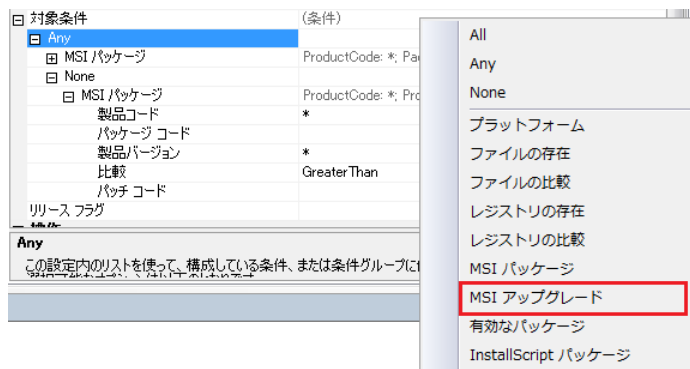 対象条件 (条件)
Any
MSI パッケージ ProductCode: *; Pa
None
MSI パッケージ ProductCode: *; Pro
製品コード *
パッケージ コード
製品バージョン *
比較 GreaterThan
パッチ コード
リリース フラグ
Any
この設定内のリストを使って、構成している条件、または条件グループに
All
Any
None
プラットフォーム
ファイルの存在
ファイルの比較
レジストリの存在
レジストリの比較
MSI パッケージ
MSI アップグレード
有効なパッケージ
InstallScript パッケージ